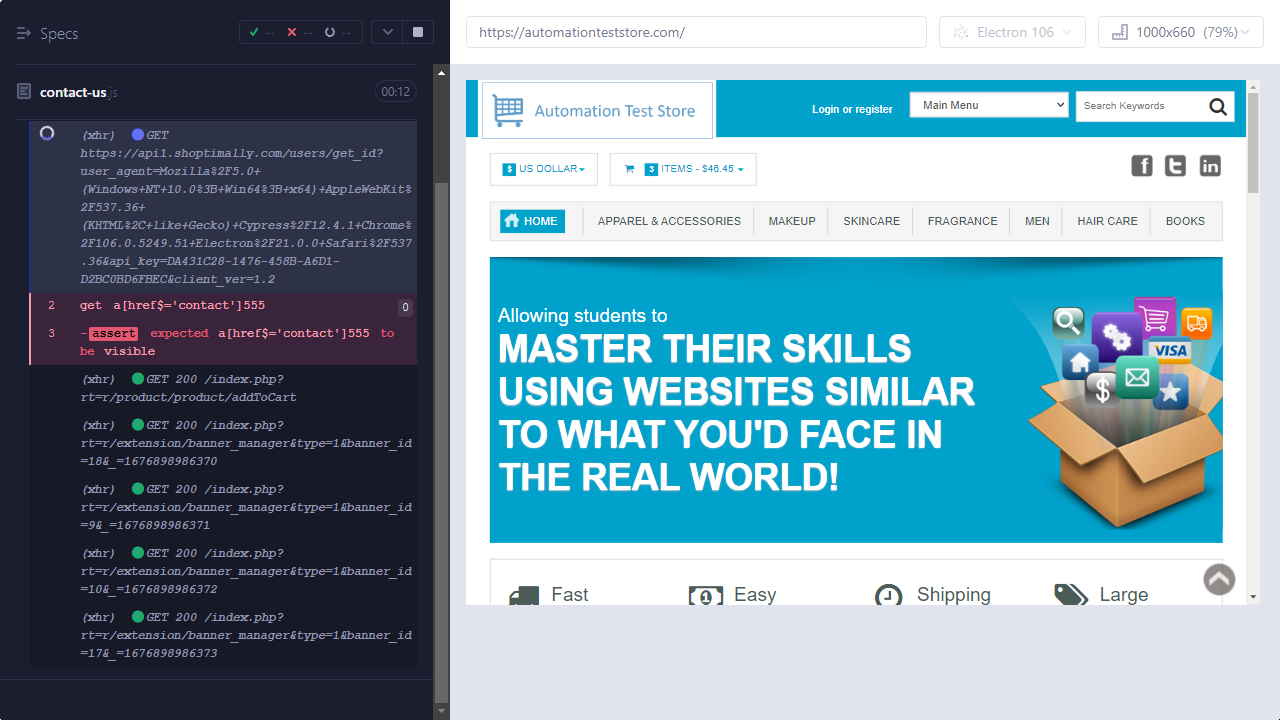 Specs
--
--
--
contact-us.js
00:12
(xhr) GET
https://api1.shoptimally.com/users/get_id?
user_agent=Mozilla%2F5.0+
(Windows+NT+10.0%3B+Win64%3B+x64)+AppleWebKit%
2F537.36+
(KHTML%2C+like+Gecko)+Cypress%2F12.4.1+Chrome%
2F106.0.5249.51+Electron%2F21.0.0+Safari%2F537
.36&api_key=DA431C28-1476-458B-A6D1-
D2BC0BD6FBEC&client_ver=1.2
2 get a[href$='contact']555 0
3 -assert expected a[href$='contact']555 to
be visible
(xhr) GET 200 /index.php?
rt=r/product/product/addToCart
(xhr) GET 200 /index.php?
rt=r/extension/banner_manager&type=1&banner_id
=18&_=1676898986370
(xhr) GET 200 /index.php?
rt=r/extension/banner_manager&type=1&banner_id
=9&_=1676898986371
(xhr) GET 200 /index.php?
rt=r/extension/banner_manager&type=1&banner_id
=10&_=1676898986372
(xhr) GET 200 /index.php?
rt=r/extension/banner_manager&type=1&banner_id
=17&_=1676898986373
https://automationteststore.com/
Electron 106
1000x660 (79%)
Automation Test Store
Login or register
Main Menu
Search Keywords
$ US DOLLAR
3 ITEMS - $46.45
f t in
HOME APPAREL & ACCESSORIES MAKEUP SKINCARE FRAGRANCE MEN HAIR CARE BOOKS
Allowing students to
MASTER THEIR SKILLS
USING WEBSITES SIMILAR
TO WHAT YOU'D FACE IN
THE REAL WORLD!
VISA
$
Fast
1
Easy
Shipping
Large